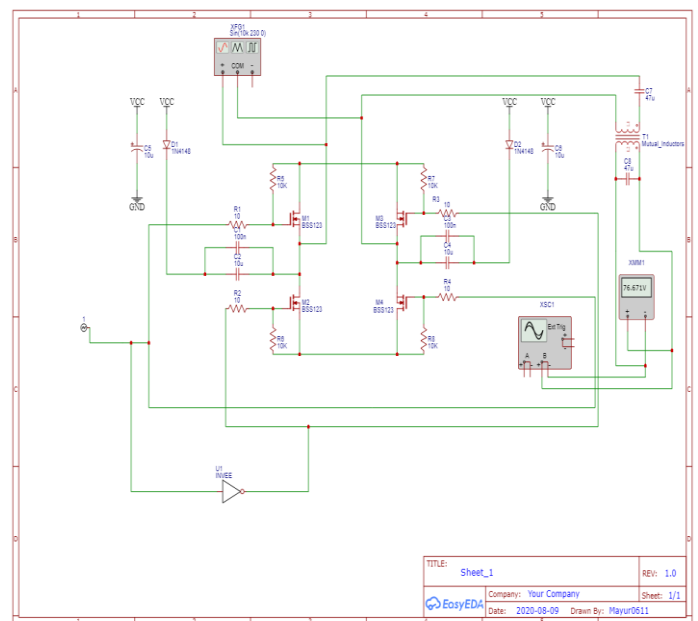 1 2 3 4 5
XFG1
Sin(10k 230 0)
+ COM -
A
A
VCC VCC
VCC VCC
C7
47u
T1
Mutual_Inductors
D1
1N4148
C5
10u
D2
1N4148
C6
10u
C8
47u
GND
GND
R5
10K
R7
10K
R1
10
M1
BSS123
M3
BSS123
R3
10
B
B
C1
100n
C2
10u
C3
100n
C4
10u
R2
10
M2
BSS123
M4
BSS123
R4
10
XMM1
76.671V
+ -
XSC1
Ext Trig
A B
1
R6
10K
R8
10K
C
C
U1
INVEE
D
D
TITLE:
Sheet_1
REV: 1.0
EasyEDA
Company: Your Company
Sheet: 1/1
Date: 2020-08-09 Drawn By: Mayur0611